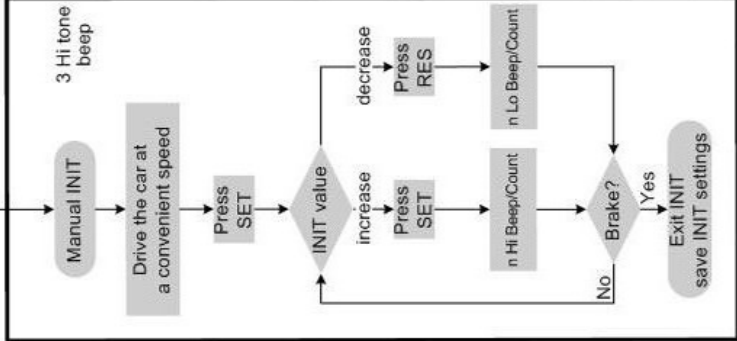 3 Hi tone
beep
Manual INIT
Drive the car at
a convenient speed
Press
SET
INIT value
increase
decrease
Press
SET
Press
RES
n Hi Beep/Count
n Lo Beep/Count
Brake?
No
Yes
Exit INIT
save INIT settings